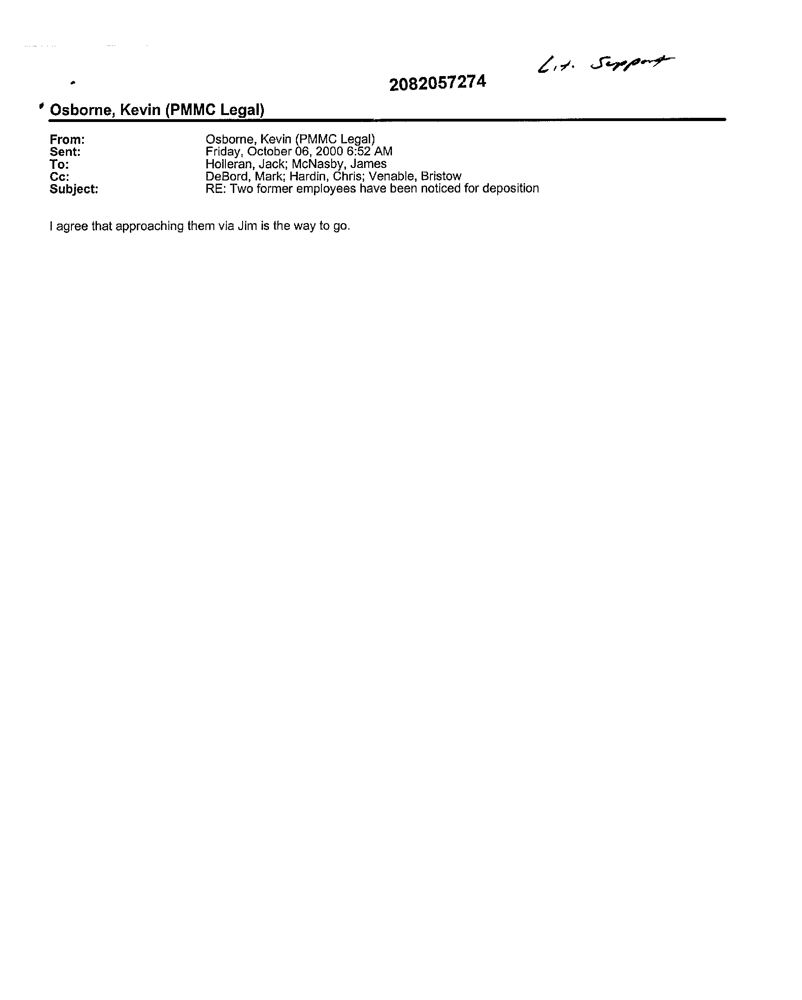 Lit. Support
2082057274
Osborne, Kevin (PMMC Legal)
From: Osborne, Kevin (PMMC Legal)
Sent: Friday, October 06, 2000 6:52 AM
To: Holleran, Jack; McNasby, James
Cc: DeBord, Mark; Hardin, Chris; Venable, Bristow
Subject: RE: Two former employees have been noticed for deposition
I agree that approaching them via Jim is the way to go.